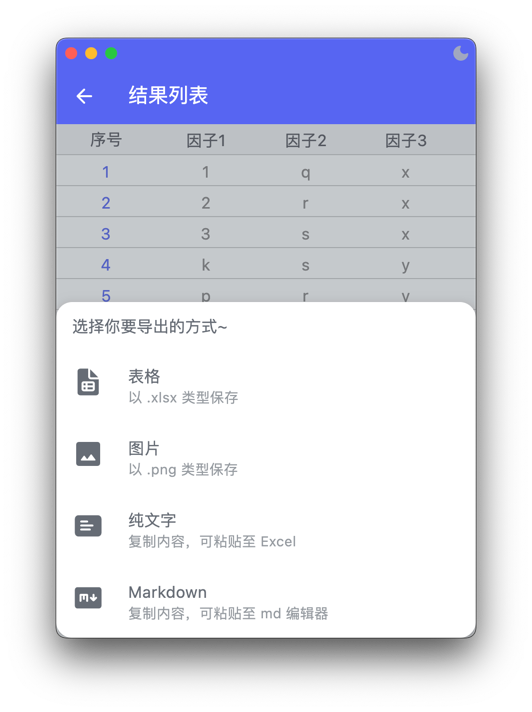 结果列表
序号 因子1 因子2 因子3
1 1 q x
2 2 r x
3 3 s x
4 k s y
5 p r y
选择你要导出的方式~
表格
以 .xlsx 类型保存
图片
以 .png 类型保存
纯文字
复制内容，可粘贴至 Excel
Markdown
复制内容，可粘贴至 md 编辑器